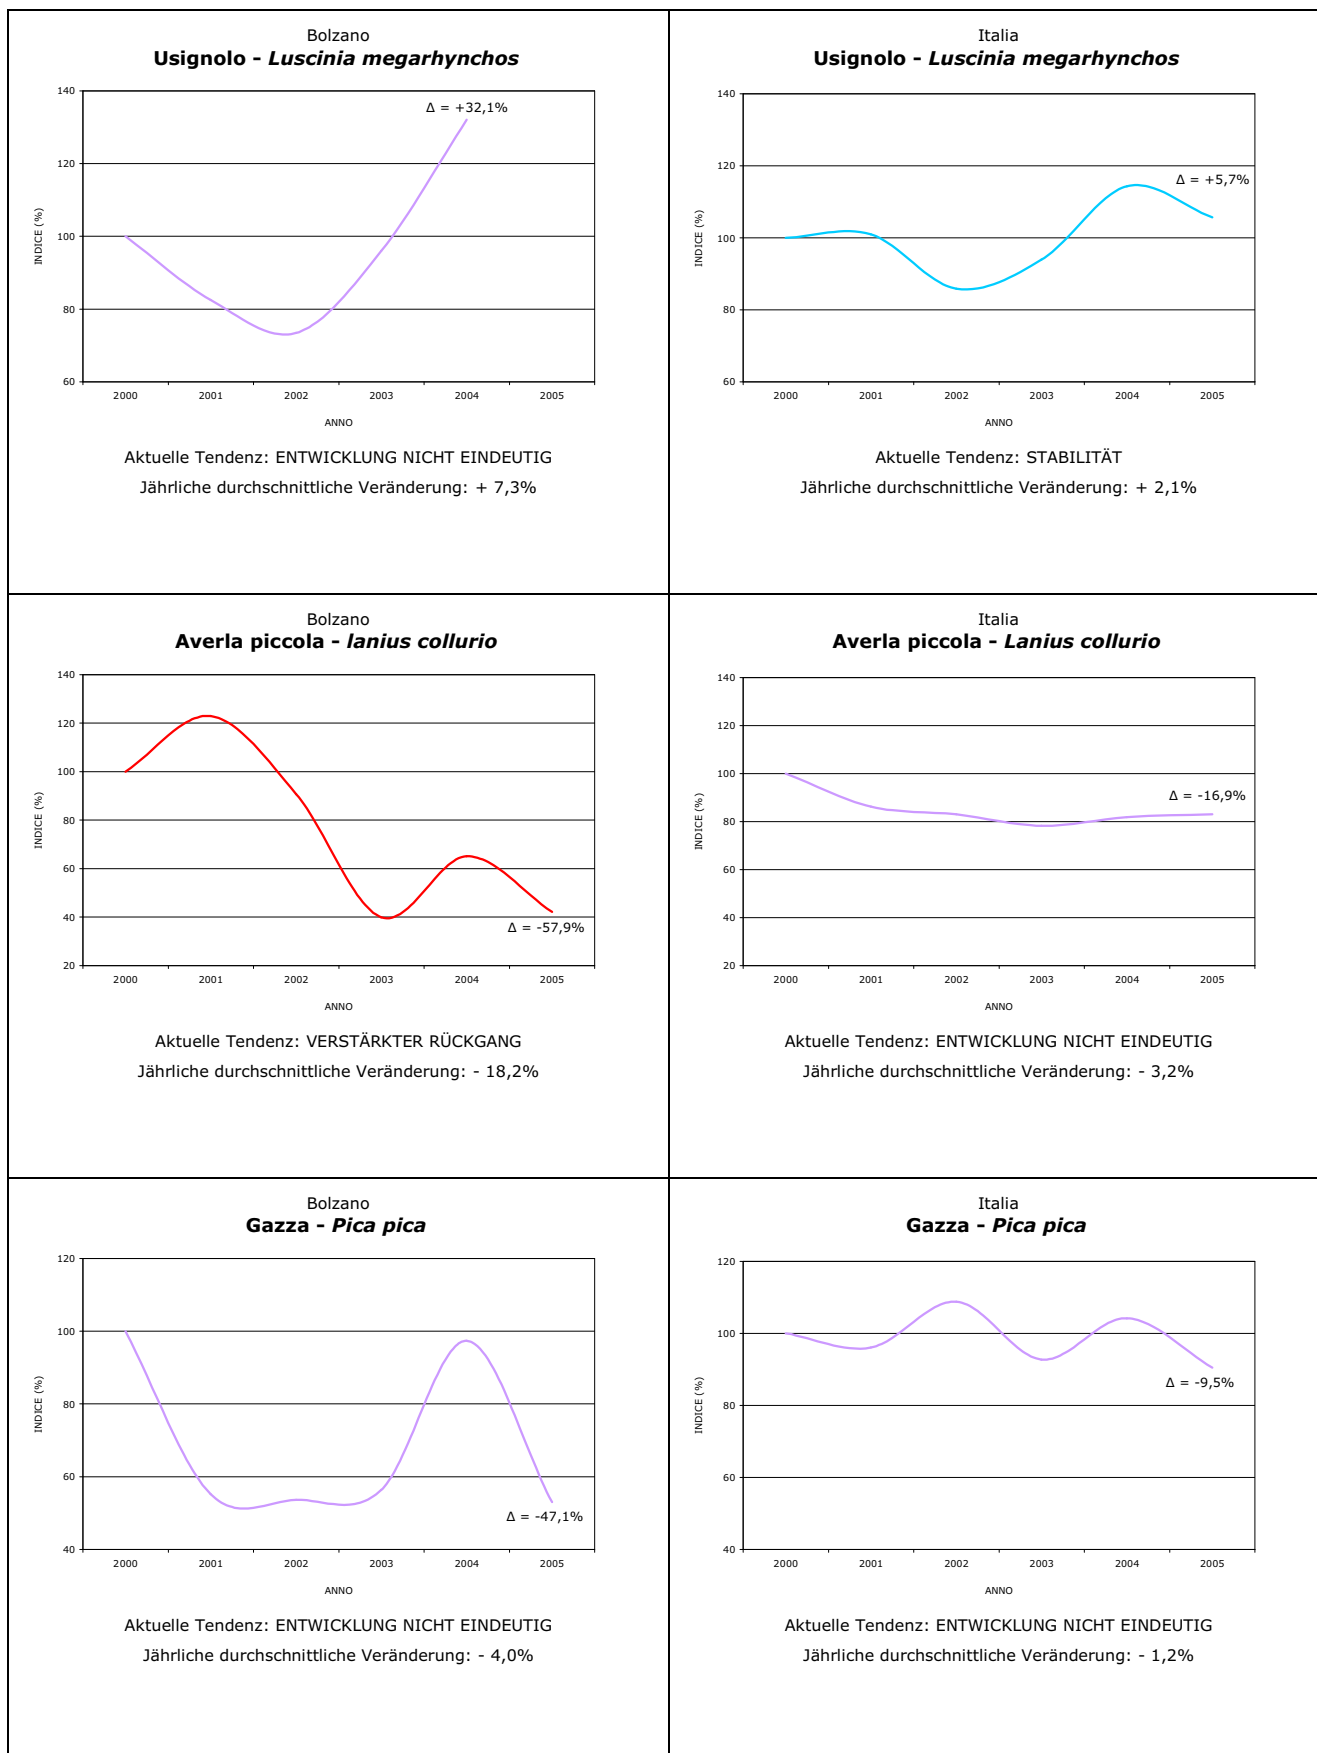 Bolzano
Usignolo - Luscinia megarhynchos
140
120
100
80
60
INDICE (%)
Δ = +32,1%
2000 2001 2002 2003 2004 2005
ANNO
Aktuelle Tendenz: ENTWICKLUNG NICHT EINDEUTIG
Jährliche durchschnittliche Veränderung: + 7,3%
Italia
Usignolo - Luscinia megarhynchos
140
120
100
80
60
INDICE (%)
Δ = +5,7%
2000 2001 2002 2003 2004 2005
ANNO
Aktuelle Tendenz: STABILITÄT
Jährliche durchschnittliche Veränderung: + 2,1%
Bolzano
Averla piccola - lanius collurio
140
120
100
80
60
40
20
INDICE (%)
Δ = -57,9%
2000 2001 2002 2003 2004 2005
ANNO
Aktuelle Tendenz: VERSTÄRKTER RÜCKGANG
Jährliche durchschnittliche Veränderung: - 18,2%
Italia
Averla piccola - Lanius collurio
140
120
100
80
60
40
20
INDICE (%)
Δ = -16,9%
2000 2001 2002 2003 2004 2005
ANNO
Aktuelle Tendenz: ENTWICKLUNG NICHT EINDEUTIG
Jährliche durchschnittliche Veränderung: - 3,2%
Bolzano
Gazza - Pica pica
120
100
80
60
40
INDICE (%)
Δ = -47,1%
2000 2001 2002 2003 2004 2005
ANNO
Aktuelle Tendenz: ENTWICKLUNG NICHT EINDEUTIG
Jährliche durchschnittliche Veränderung: - 4,0%
Italia
Gazza - Pica pica
120
100
80
60
40
INDICE (%)
Δ = -9,5%
2000 2001 2002 2003 2004 2005
ANNO
Aktuelle Tendenz: ENTWICKLUNG NICHT EINDEUTIG
Jährliche durchschnittliche Veränderung: - 1,2%